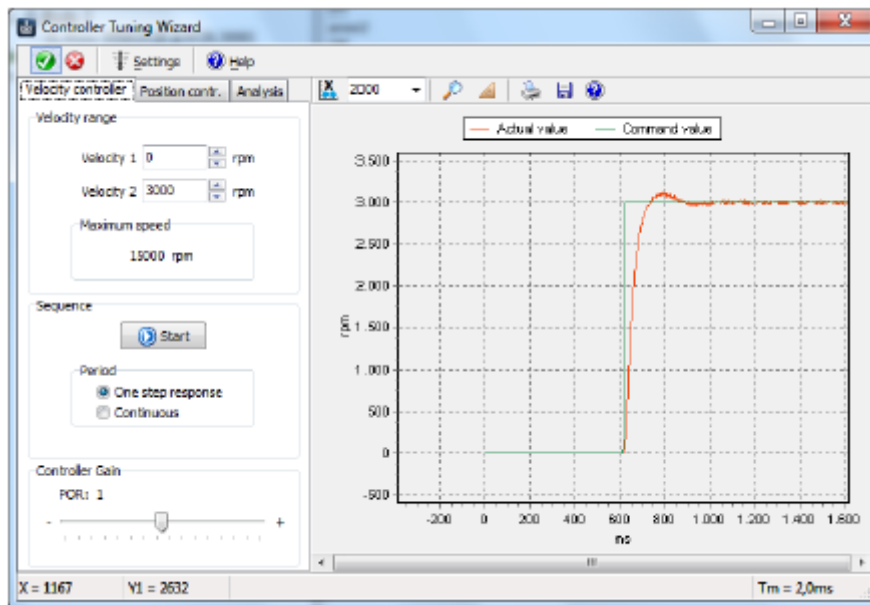 Controller Tuning Wizard
Settings Help
Velocity controller Position contr. Analysis
Velocity range
Velocity 1 0 rpm
Velocity 2 3000 rpm
Maximum speed
15000 rpm
Sequence
Start
Period
One step response
Continuous
Controller Gain
POR: 1
- +
X 2000
Actual value Command value
3.500
3.000
2.500
2.000
1.500
1.000
500
0
-500
rpm
-200 0 200 400 600 800 1.000 1.200 1.400 1.600
ms
X = 1167 Y1 = 2632 Tm = 2,0ms